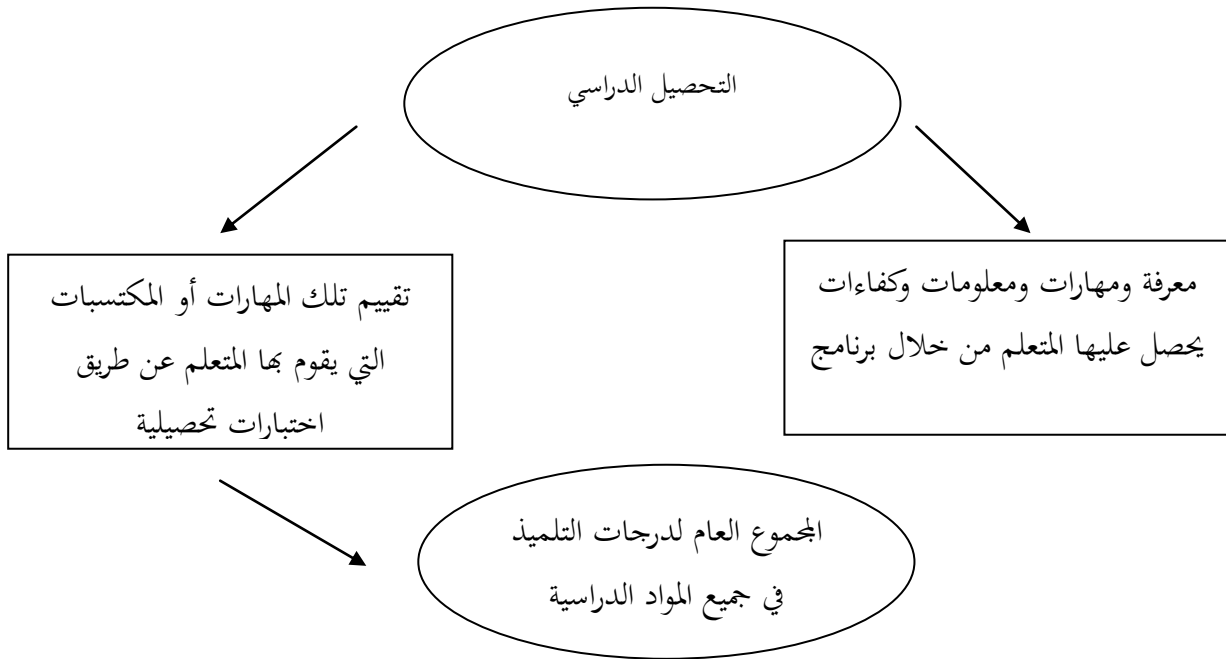 التحصيل الدراسي
معرفة ومهارات ومعلومات وكفاءات
يحصل عليها المتعلم من خلال برنامج
تقييم تلك المهارات أو المكتسبات
التي يقوم بها المتعلم عن طريق
اختبارات تحصيلية
المجموع العام لدرجات التلميذ
في جميع المواد الدراسية